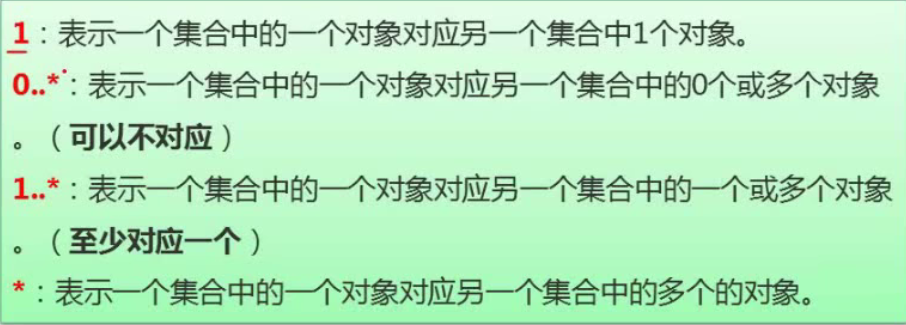 1：表示一个集合中的一个对象对应另一个集合中1个对象。
0..*：表示一个集合中的一个对象对应另一个集合中的0个或多个对象
。（可以不对应）
1..*：表示一个集合中的一个对象对应另一个集合中的一个或多个对象
。（至少对应一个）
*：表示一个集合中的一个对象对应另一个集合中的多个的对象。